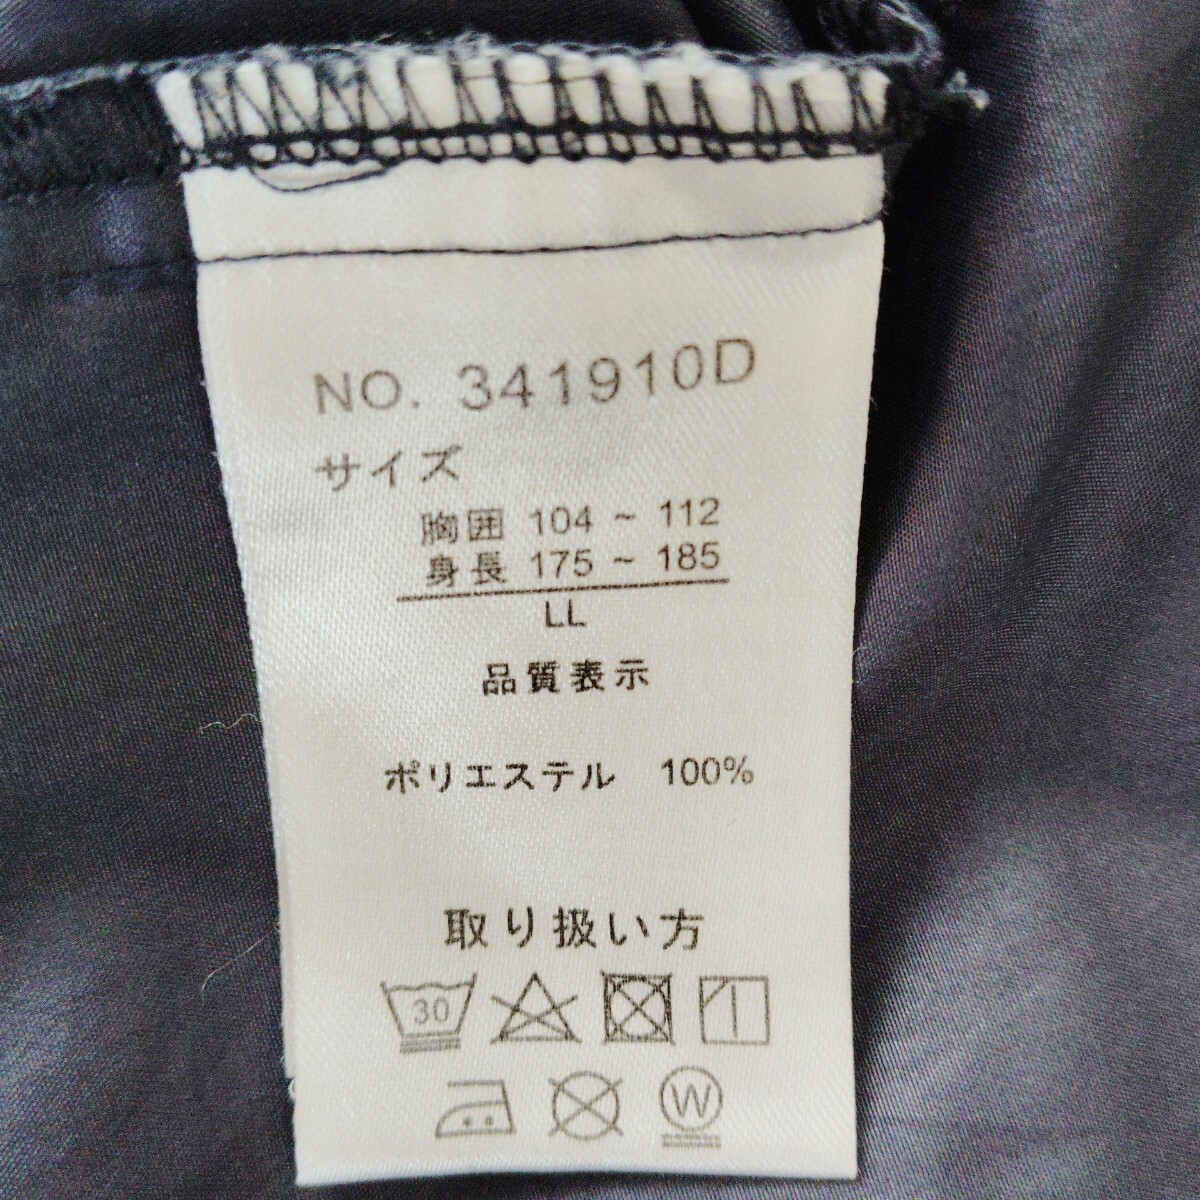 NO. 341910D
サイズ
胸囲 104 ~ 112
身長 175 ~ 185
LL
品質表示
ポリエステル 100%
取り扱い方
30
W